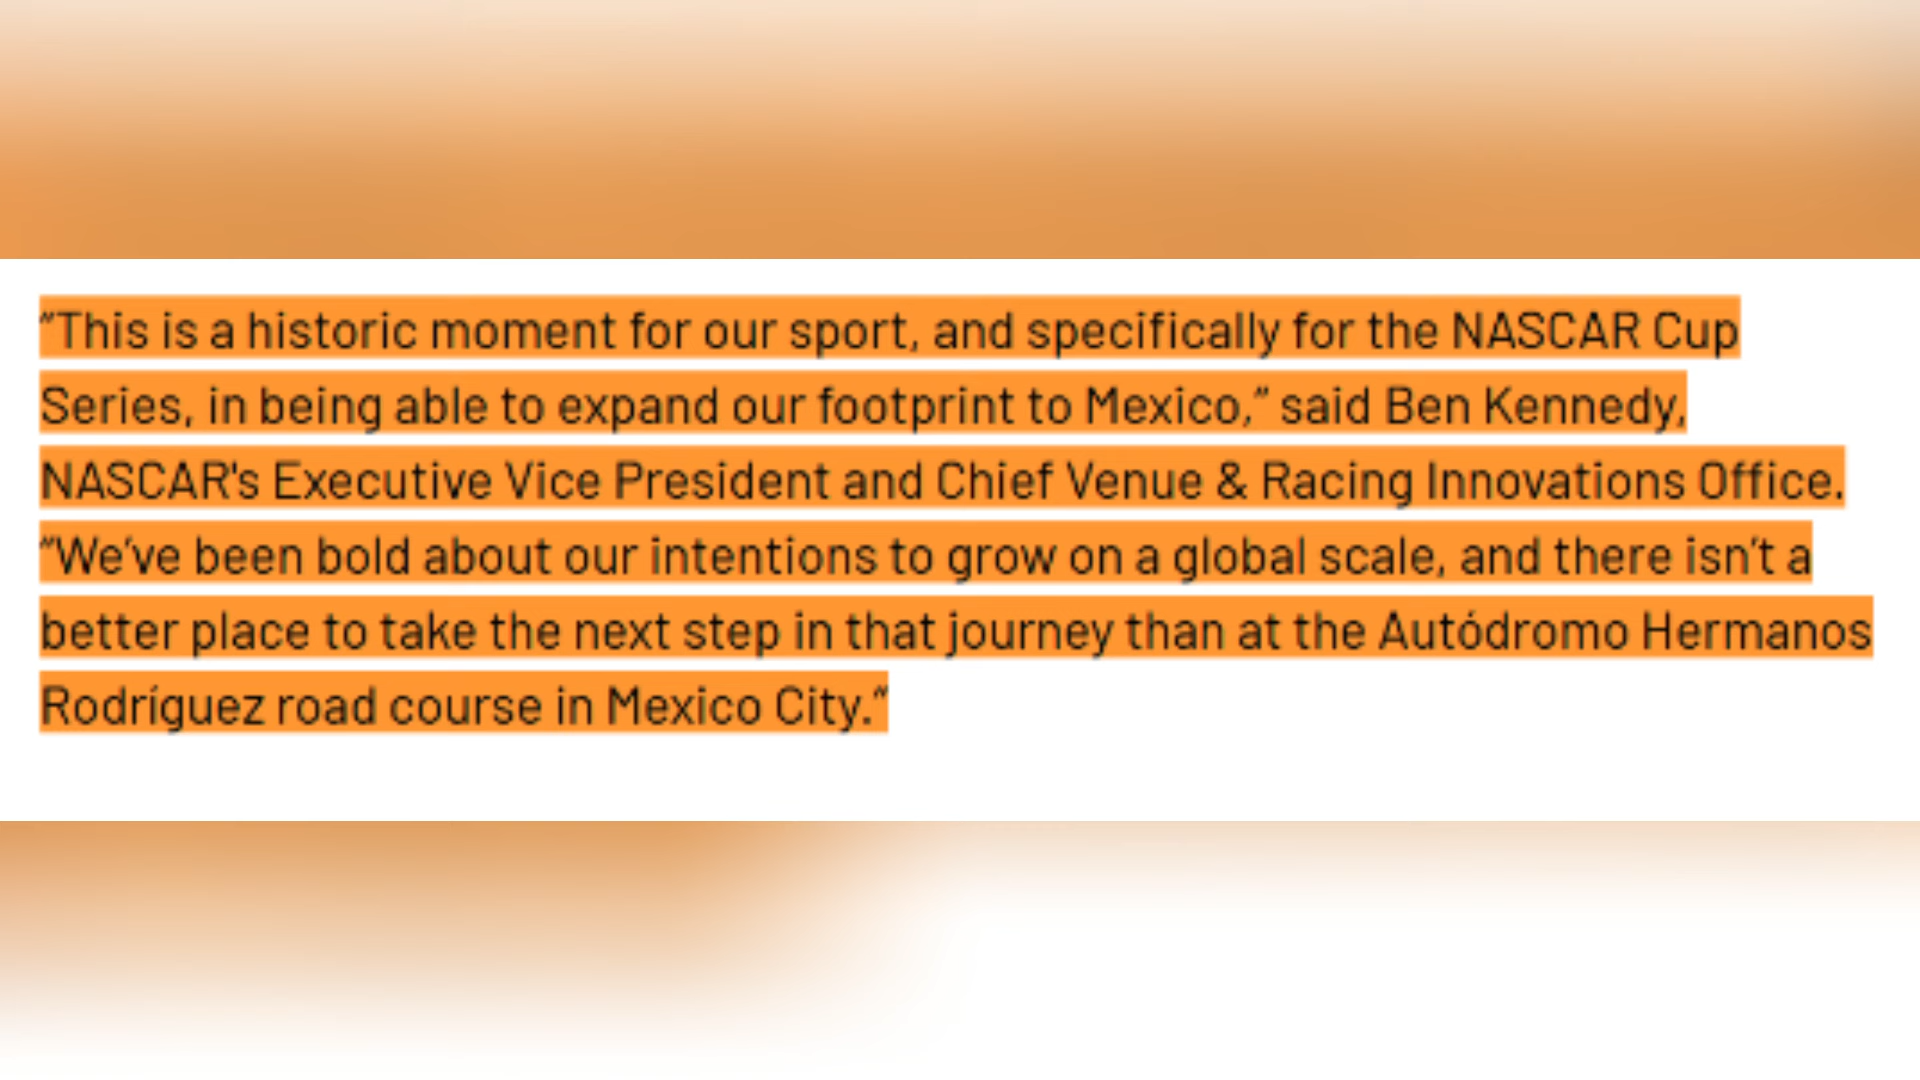 “This is a historic moment for our sport, and specifically for the NASCAR Cup
Series, in being able to expand our footprint to Mexico,” said Ben Kennedy,
NASCAR's Executive Vice President and Chief Venue & Racing Innovations Office.
“We’ve been bold about our intentions to grow on a global scale, and there isn’t a
better place to take the next step in that journey than at the Autódromo Hermanos
Rodríguez road course in Mexico City.”